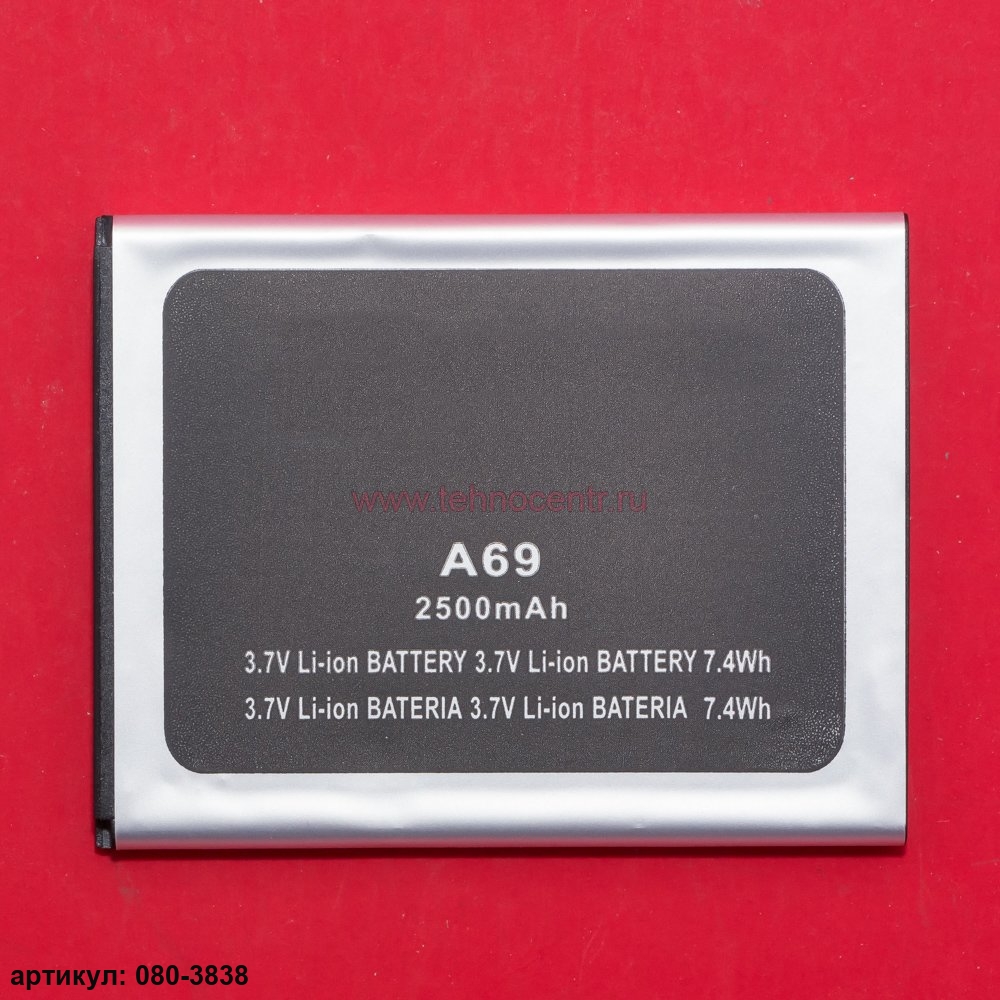 www.tehnocentr.ru
A69
2500mAh
3.7V Li-ion BATTERY 3.7V Li-ion BATTERY 7.4Wh
3.7V Li-ion BATERIA 3.7V Li-ion BATERIA 7.4Wh
артикул: 080-3838